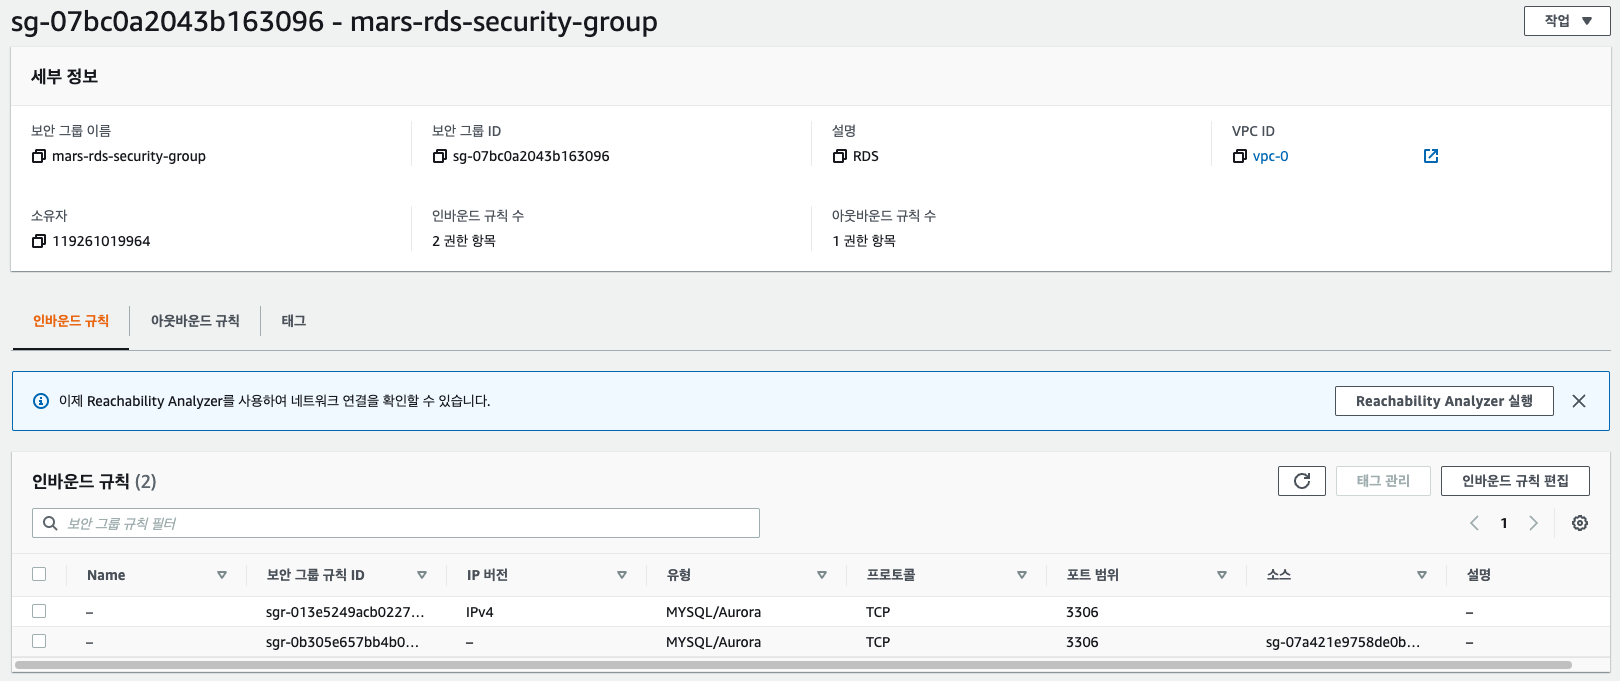 sg-07bc0a2043b163096 - mars-rds-security-group
작업
세부 정보
보안 그룹 이름
mars-rds-security-group
보안 그룹 ID
sg-07bc0a2043b163096
설명
RDS
VPC ID
vpc-0
소유자
119261019964
인바운드 규칙 수
2 권한 항목
아웃바운드 규칙 수
1 권한 항목
인바운드 규칙 아웃바운드 규칙 태그
이제 Reachability Analyzer를 사용하여 네트워크 연결을 확인할 수 있습니다.
Reachability Analyzer 실행
인바운드 규칙 (2)
태그 관리
인바운드 규칙 편집
보안 그룹 규칙 필터
1
Name 보안 그룹 규칙 ID IP 버전 유형 프로토콜 포트 범위 소스 설명
– sgr-013e5249acb0227... IPv4 MYSQL/Aurora TCP 3306 –
– sgr-0b305e657bb4b0... – MYSQL/Aurora TCP 3306 sg-07a421e9758de0b... –